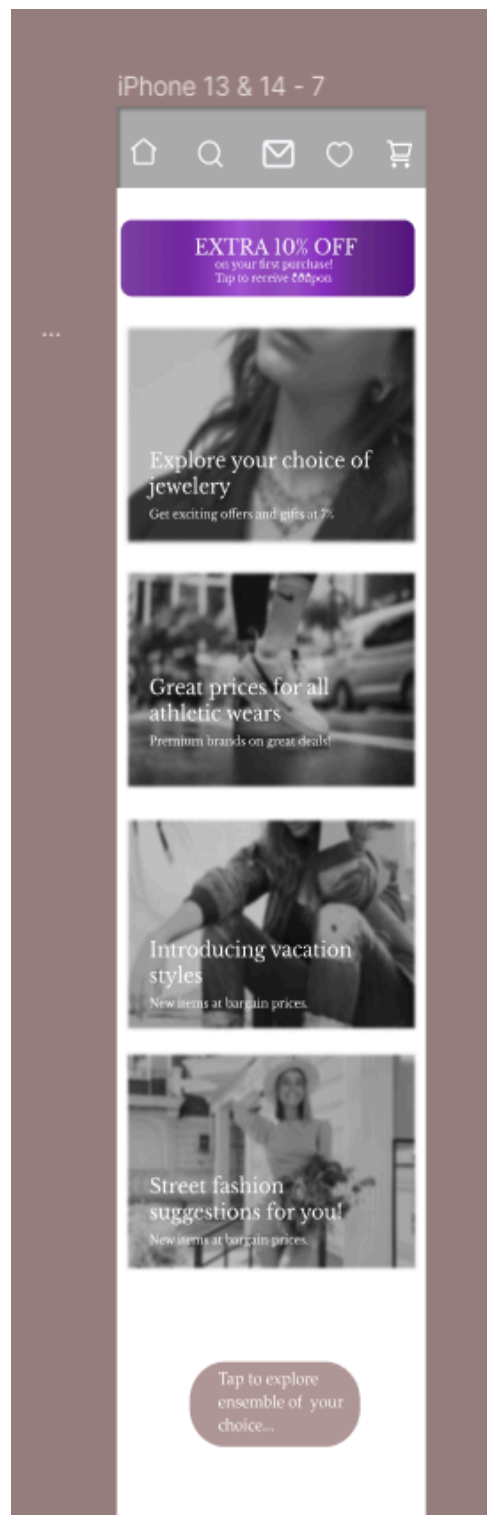 iPhone 13 & 14 - 7
EXTRA 10% OFF
on your first purchase!
Tap to receive coupon
...
Explore your choice of
jewelery
Get exciting offers and gifts at 7%
Great prices for all
athletic wears
Premium brands on great deals!
Introducing vacation
styles
New items at bargain prices.
Street fashion
suggestions for you!
New items at bargain prices.
Tap to explore
ensemble of your
choice...